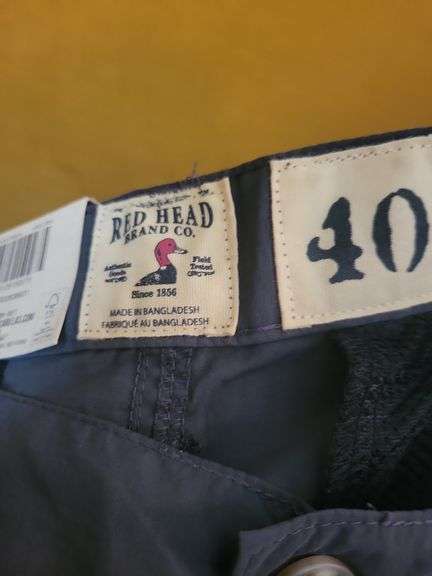 RED HEAD
BRAND CO.
Authentic
Goods
Field
Tested
Since 1856
MADE IN BANGLADESH
FABRIQUÉ AU BANGLADESH
40